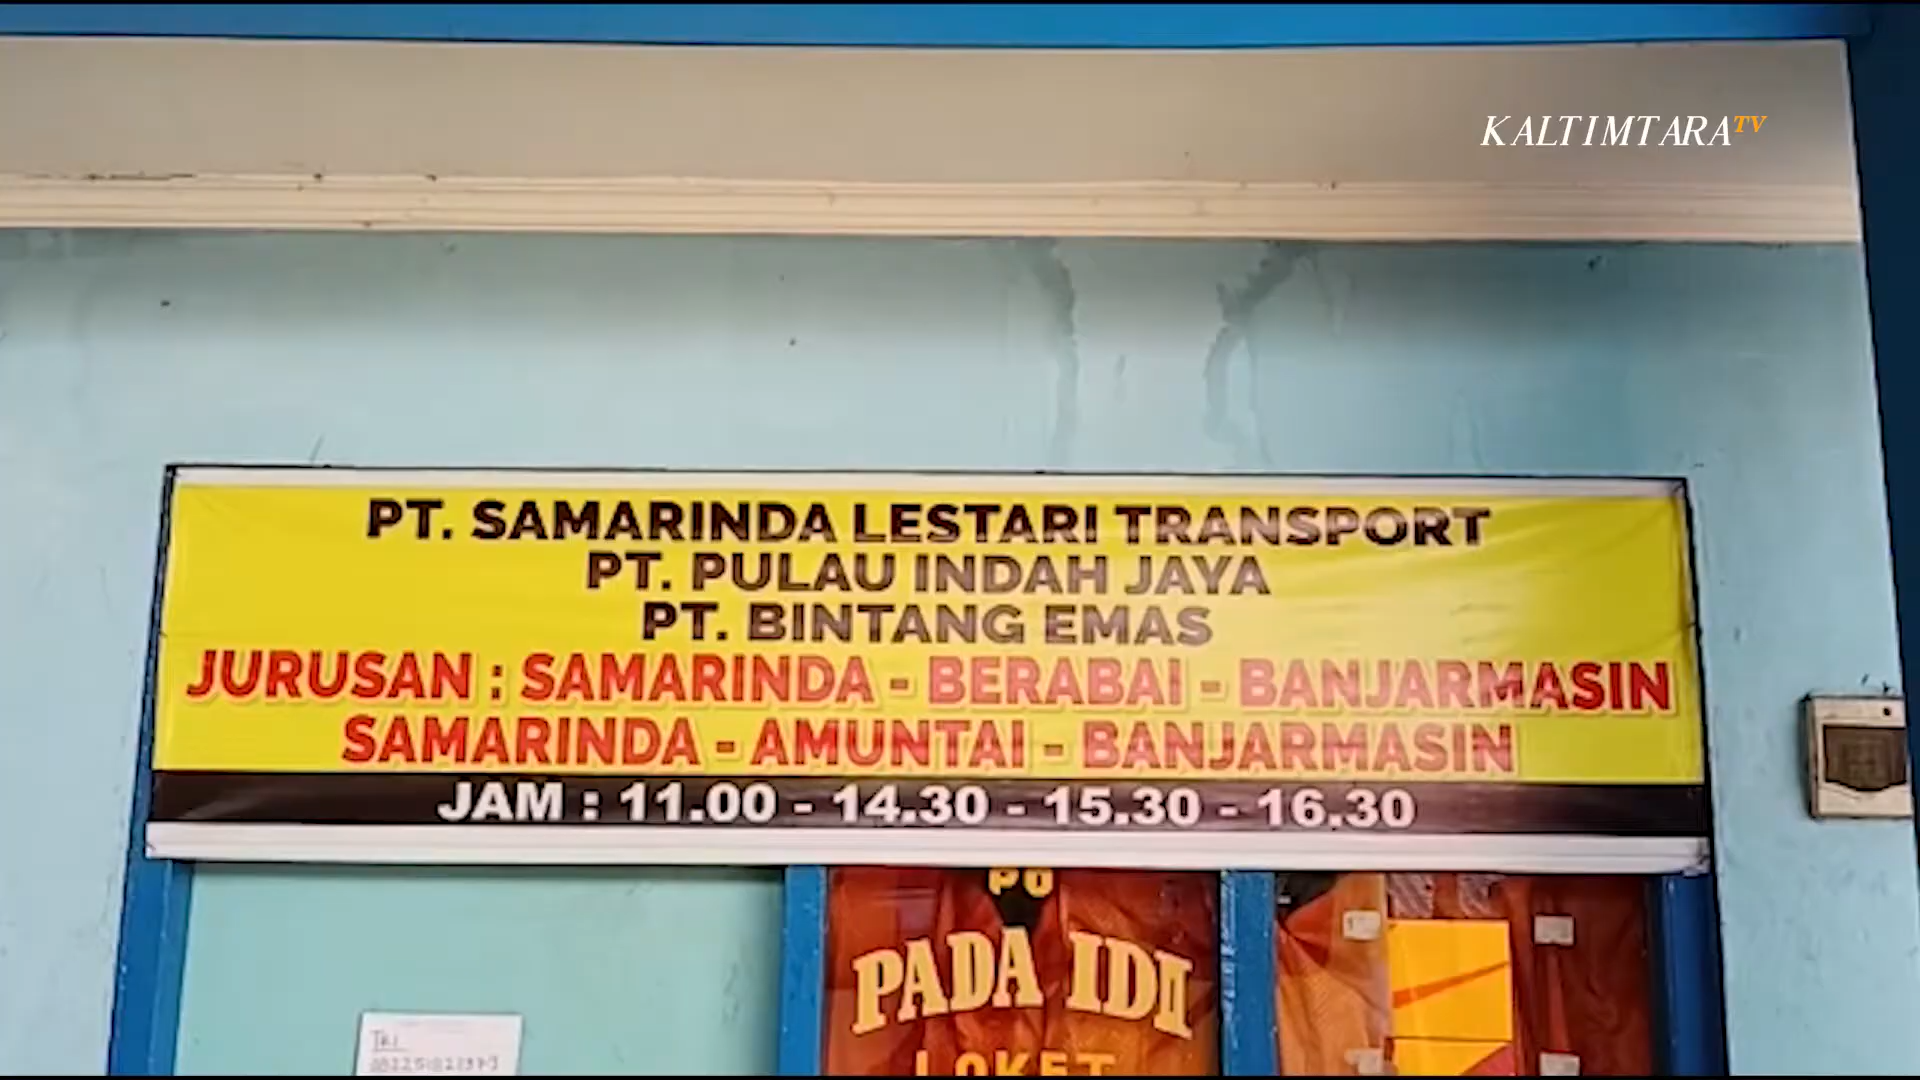 KALTIMTARA TV
PT. SAMARINDA LESTARI TRANSPORT
PT. PULAU INDAH JAYA
PT. BINTANG EMAS
JURUSAN : SAMARINDA - BERABAI - BANJARMASIN
SAMARINDA - AMUNTAI - BANJARMASIN
JAM : 11.00 - 14.30 - 15.30 - 16.30
PO
PADA IDI
LOKET